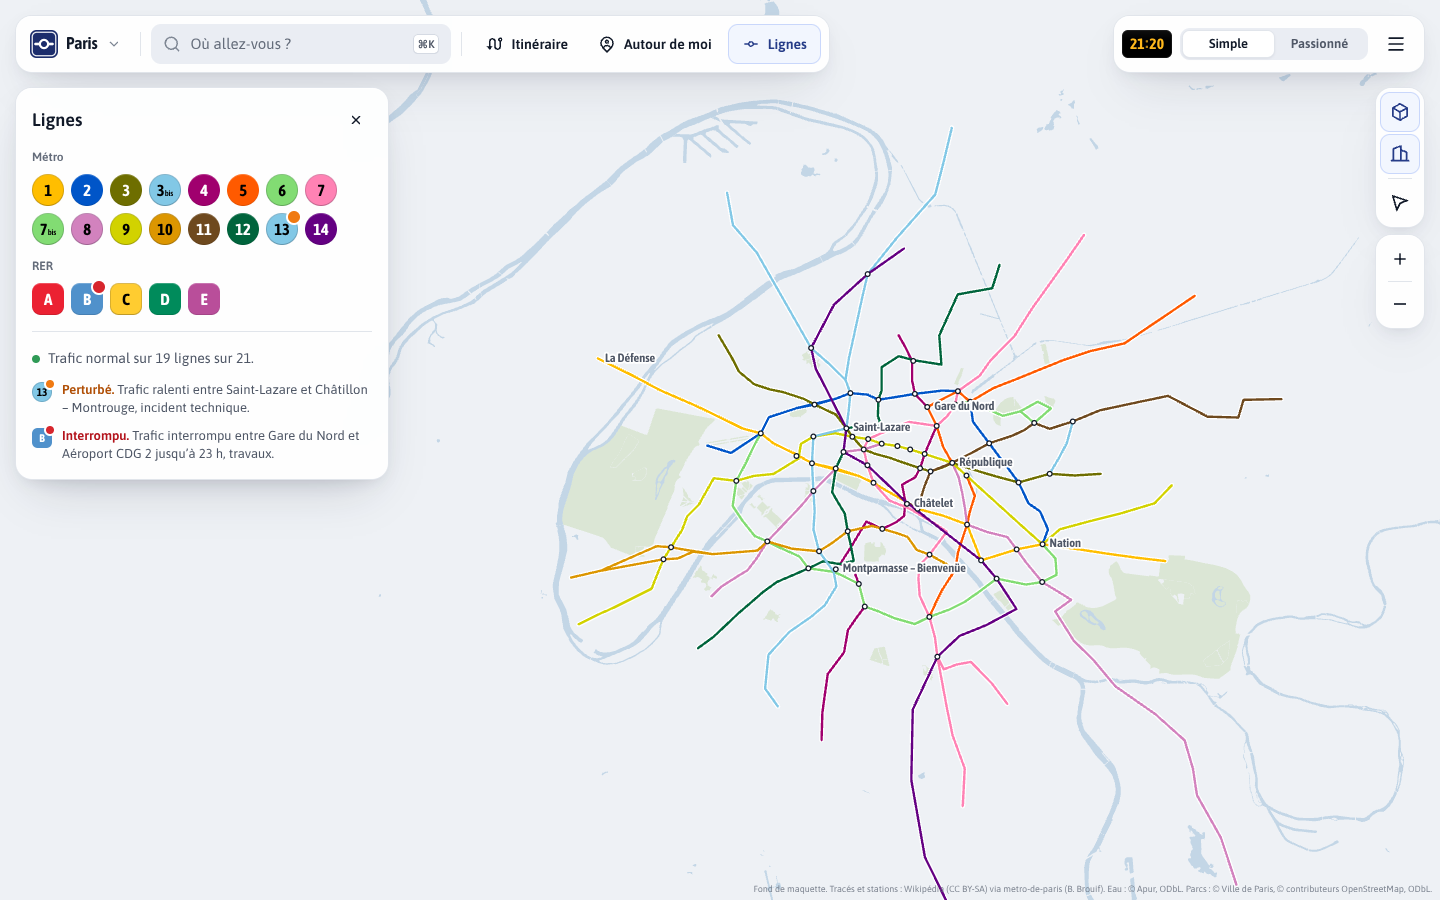 Paris
Où allez-vous ?
⌘K
Itinéraire
Autour de moi
Lignes
21:20
Simple
Passionné
Lignes
Métro
1 2 3 3bis 4 5 6 7
7bis 8 9 10 11 12 13 14
RER
A B C D E
Trafic normal sur 19 lignes sur 21.
13 Perturbé. Trafic ralenti entre Saint-Lazare et Châtillon
– Montrouge, incident technique.
B Interrompu. Trafic interrompu entre Gare du Nord et
Aéroport CDG 2 jusqu’à 23 h, travaux.
La Défense
Gare du Nord
Saint-Lazare
République
Châtelet
Nation
Montparnasse – Bienvenüe
Fond de maquette. Tracés et stations : Wikipédia (CC BY-SA) via metro-de-paris (B. Brouif). Eau : © Apur, ODbL. Parcs : © Ville de Paris, © contributeurs OpenStreetMap, ODbL.